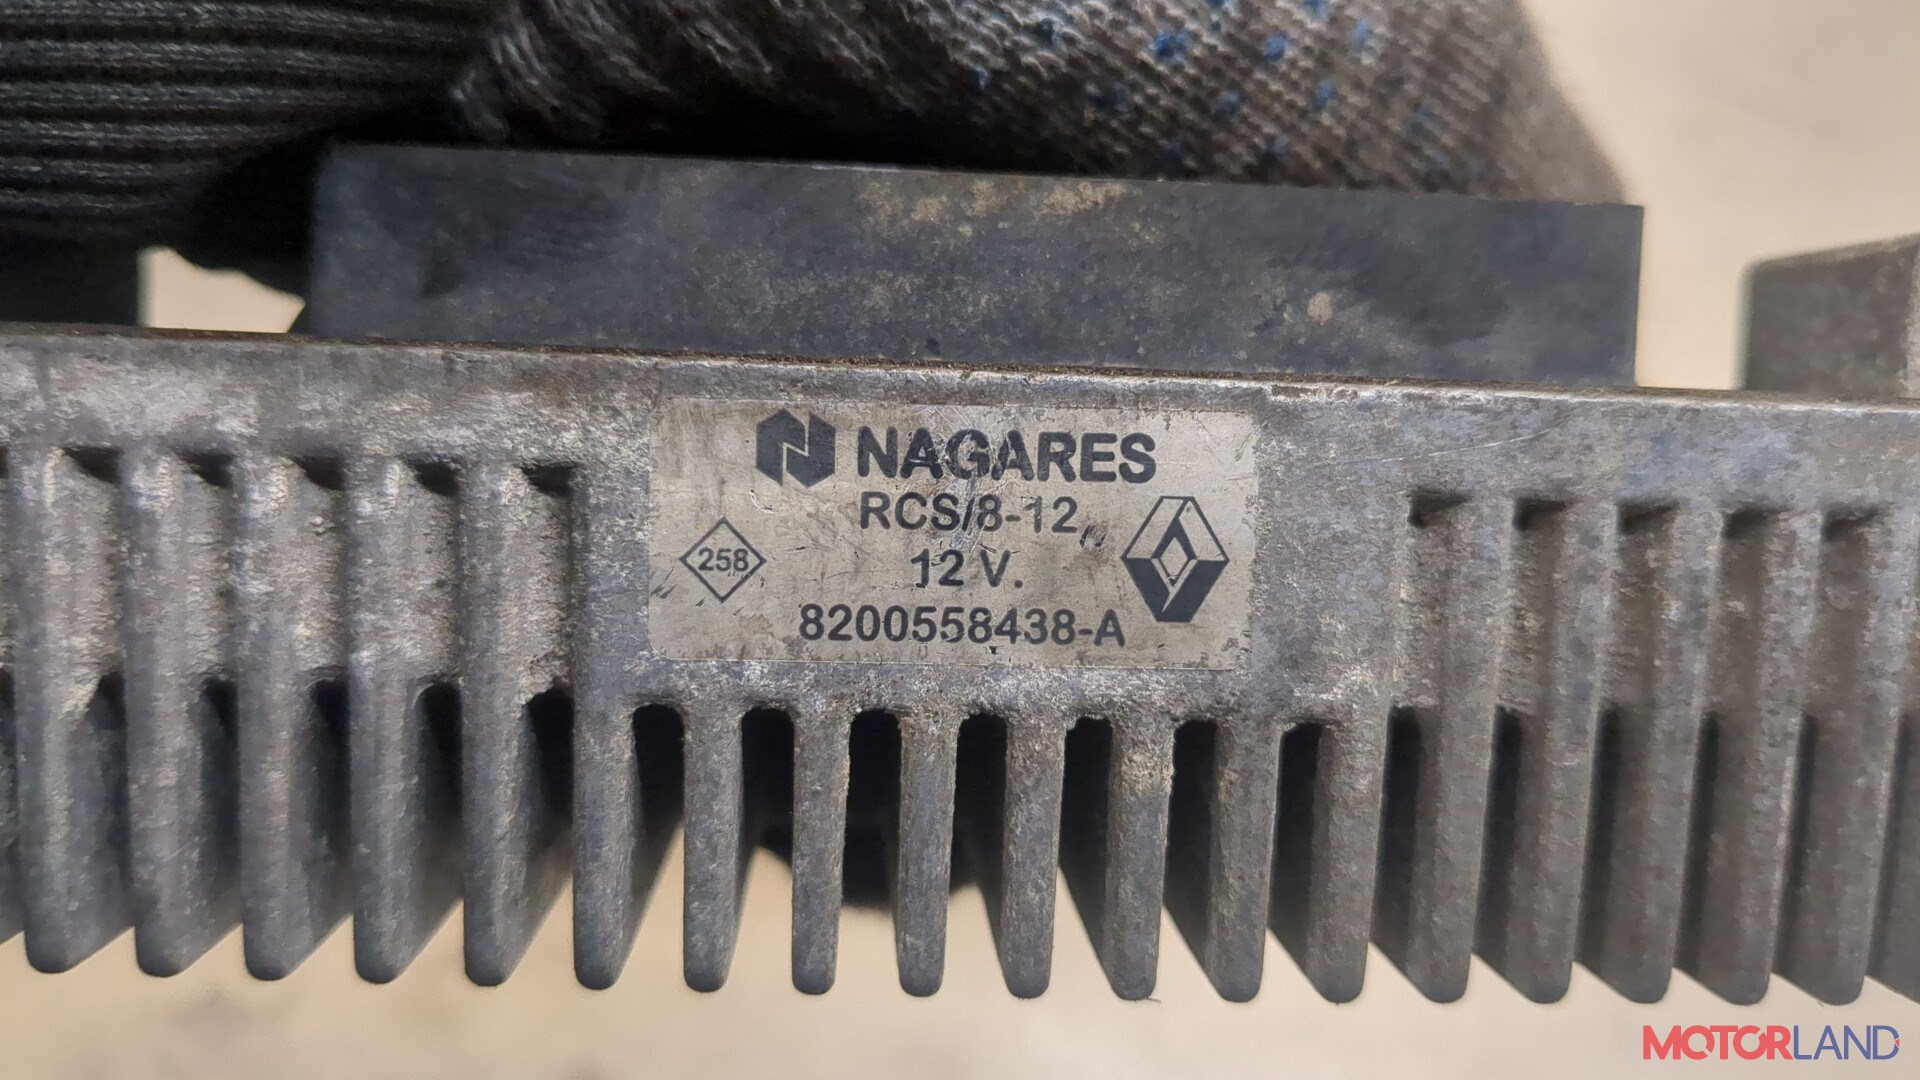 NAGARES
RCS/8-12
258
12 V.
8200558438-A
MOTORLAND